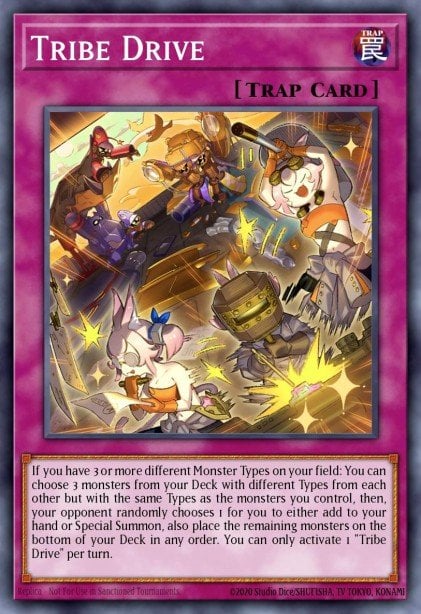 Tribe Drive
TRAP
罠
[Trap Card]
If you have 3 or more different Monster Types on your field: You can
choose 3 monsters from your Deck with different Types from each
other but with the same Types as the monsters you control, then,
your opponent randomly chooses 1 for you to either add to your
hand or Special Summon, also place the remaining monsters on the
bottom of your Deck in any order. You can only activate 1 "Tribe
Drive" per turn.
Replica - Not For Use in Sanctioned Tournaments
©2020 Studio Dice/SHUEISHA, TV TOKYO, KONAMI